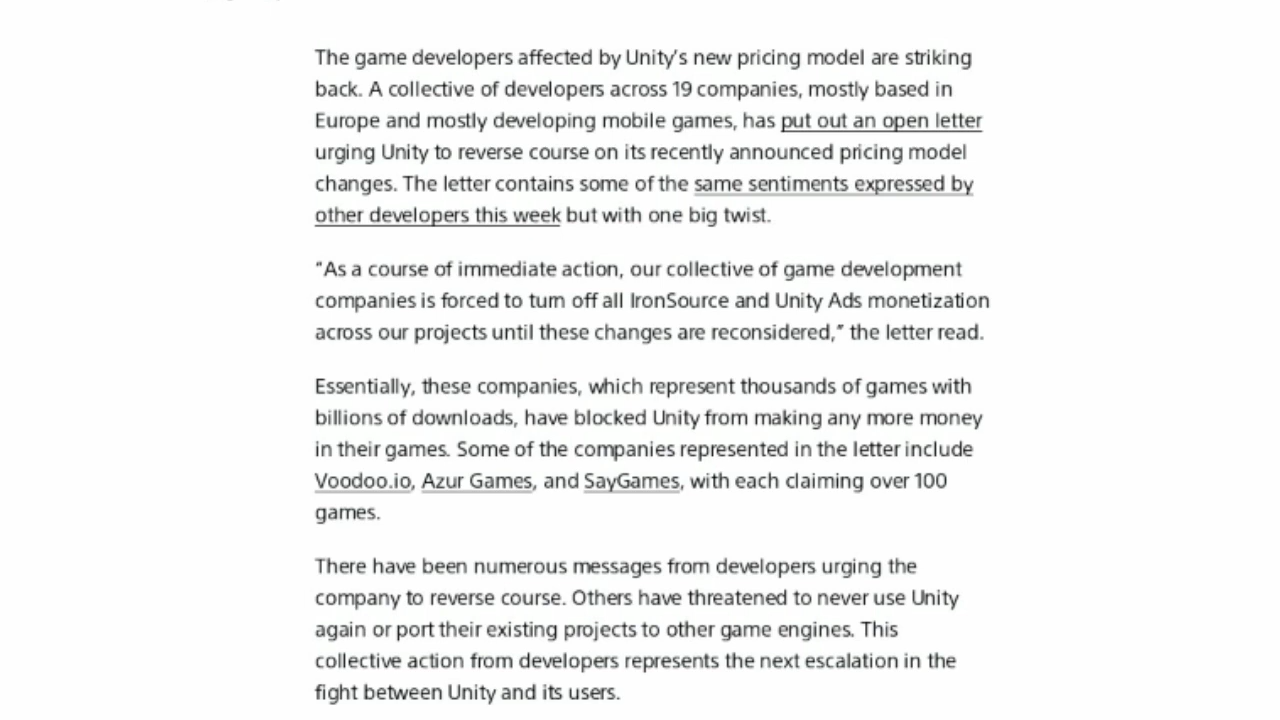 The game developers affected by Unity's new pricing model are striking
back. A collective of developers across 19 companies, mostly based in
Europe and mostly developing mobile games, has put out an open letter
urging Unity to reverse course on its recently announced pricing model
changes. The letter contains some of the same sentiments expressed by
other developers this week but with one big twist.
“As a course of immediate action, our collective of game development
companies is forced to turn off all IronSource and Unity Ads monetization
across our projects until these changes are reconsidered,” the letter read.
Essentially, these companies, which represent thousands of games with
billions of downloads, have blocked Unity from making any more money
in their games. Some of the companies represented in the letter include
Voodoo.io, Azur Games, and SayGames, with each claiming over 100
games.
There have been numerous messages from developers urging the
company to reverse course. Others have threatened to never use Unity
again or port their existing projects to other game engines. This
collective action from developers represents the next escalation in the
fight between Unity and its users.